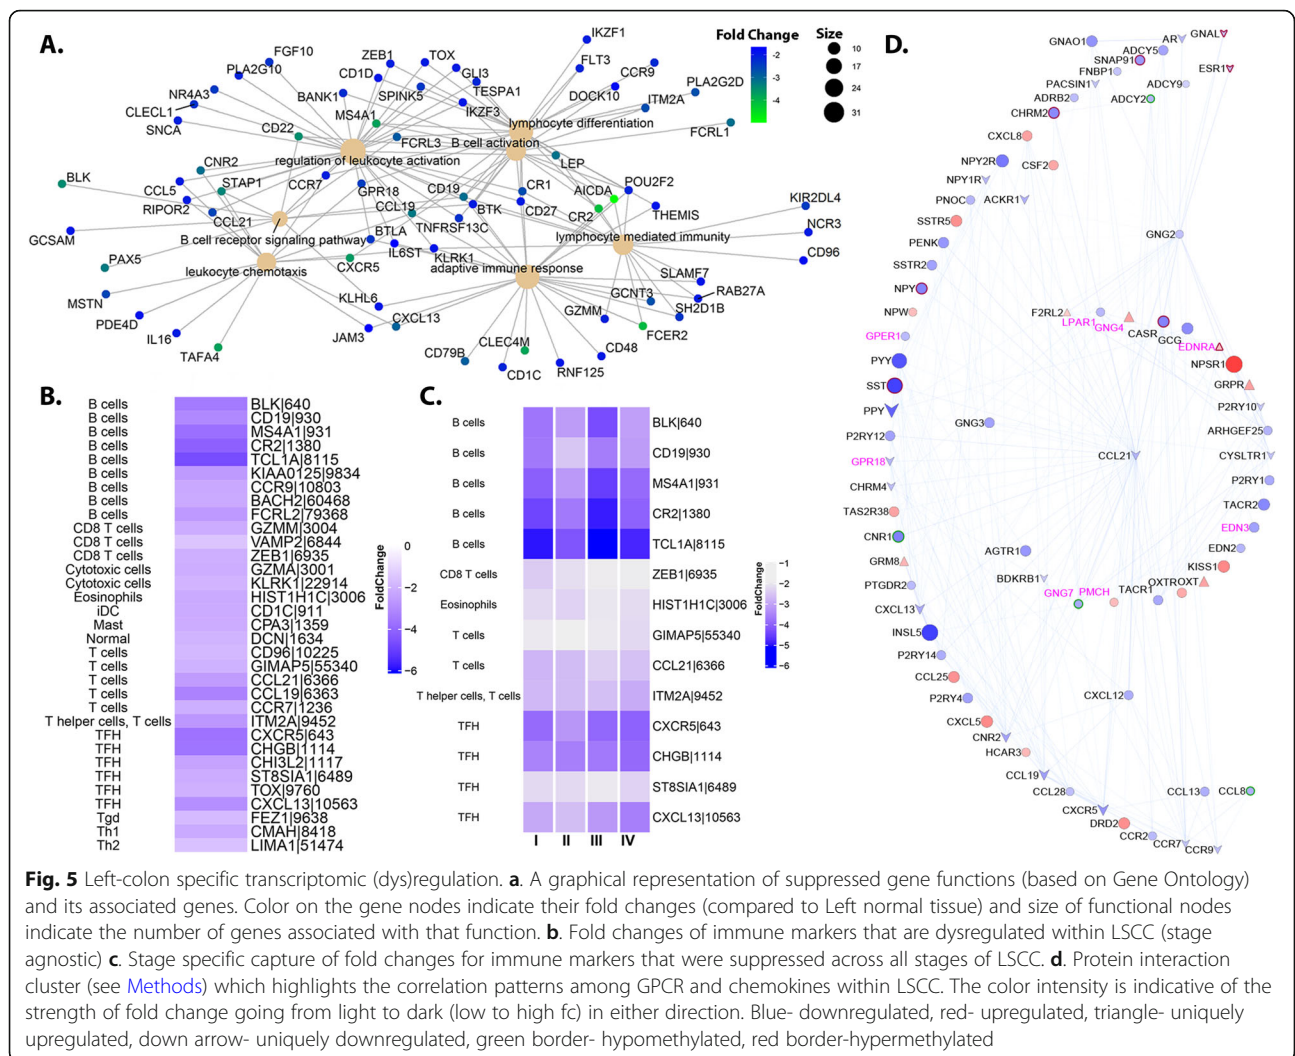 A.
IKZF1
ZEB1
TOX
FGF10
FLT3
CCR9
PLA2G10
CD1D
GLI3
TESPA1
PLA2G2D
NR4A3
BANK1
SPINK5
DOCK10
ITM2A
CLECL1
MS4A1
IKZF3
SNCA
CD22
lymphocyte differentiation
FCRL1
FCRL3
B cell activation
regulation of leukocyte activation
LEP
CNR2
BLK
CCL5
STAP1
CCR7
GPR18
CD19
CR1
AICDA
POU2F2
KIR2DL4
RIPOR2
CCL19
BTK
CD27
CR2
THEMIS
CCL21
TNFRSF13C
NCR3
GCSAM
B cell receptor signaling pathway
BTLA
lymphocyte mediated immunity
IL6ST
KLRK1
CD96
PAX5
leukocyte chemotaxis
CXCR5
adaptive immune response
SLAMF7
MSTN
KLHL6
GCNT3
RAB27A
PDE4D
CXCL13
GZMM
SH2D1B
IL16
JAM3
FCER2
TAFA4
CD79B
CLEC4M
CD48
CD1C
RNF125
Fold Change
-2
-3
-4
Size
10
17
24
31
B.
B cells BLK|640
B cells CD19|930
B cells MS4A1|931
B cells CR2|1380
B cells TCL1A|8115
B cells KIAA0125|9834
B cells CCR9|10803
B cells BACH2|60468
B cells FCRL2|79368
CD8 T cells GZMM|3004
CD8 T cells VAMP2|6844
CD8 T cells ZEB1|6935
Cytotoxic cells GZMA|3001
Cytotoxic cells KLRK1|22914
Eosinophils HIST1H1C|3006
iDC CD1C|911
Mast CPA3|1359
Normal DCN|1634
T cells CD96|10225
T cells GIMAP5|55340
T cells CCL21|6366
T cells CCL19|6363
T cells CCR7|1236
T helper cells, T cells ITM2A|9452
TFH CXCR5|643
TFH CHGB|1114
TFH CHI3L2|1117
TFH ST8SIA1|6489
TFH TOX|9760
TFH CXCL13|10563
Tgd FEZ1|9638
Th1 CMAH|8418
Th2 LIMA1|51474
FoldChange
0
−2
−4
−6
C.
B cells BLK|640
B cells CD19|930
B cells MS4A1|931
B cells CR2|1380
B cells TCL1A|8115
CD8 T cells ZEB1|6935
Eosinophils HIST1H1C|3006
T cells GIMAP5|55340
T cells CCL21|6366
T helper cells, T cells ITM2A|9452
TFH CXCR5|643
TFH CHGB|1114
TFH ST8SIA1|6489
TFH CXCL13|10563
I II III IV
FoldChange
−1
−2
−3
−4
−5
−6
D.
GNAO1
AR
GNAL
ADCY5
SNAP91
FNBP1
ESR1
PACSIN1
ADCY9
ADRB2
ADCY2
CHRM2
CXCL8
NPY2R
CSF2
NPY1R
PNOC
ACKR1
SSTR5
GNG2
PENK
SSTR2
NPY
NPW
F2RL2
LPAR1
GNG4
CASR
GCG
GPER1
EDNRA
PYY
NPSR1
SST
GRPR
PPY
P2RY10
GNG3
P2RY12
ARHGEF25
GPR18
CCL21
CYSLTR1
CHRM4
P2RY1
TAS2R38
TACR2
CNR1
EDN3
AGTR1
EDN2
GRM8
KISS1
PTGDR2
BDKRB1
OXTR
OXT
GNG7
PMCH
TACR1
CXCL13
INSL5
P2RY14
CCL25
P2RY4
CXCL12
CXCL5
CNR2
HCAR3
CCL19
CCL28
CCL13
CCL8
CXCR5
DRD2
CCR2
CCR7
CCR9
Fig. 5 Left-colon specific transcriptomic (dys)regulation. a. A graphical representation of suppressed gene functions (based on Gene Ontology)
and its associated genes. Color on the gene nodes indicate their fold changes (compared to Left normal tissue) and size of functional nodes
indicate the number of genes associated with that function. b. Fold changes of immune markers that are dysregulated within LSCC (stage
agnostic) c. Stage specific capture of fold changes for immune markers that were suppressed across all stages of LSCC. d. Protein interaction
cluster (see Methods) which highlights the correlation patterns among GPCR and chemokines within LSCC. The color intensity is indicative of the
strength of fold change going from light to dark (low to high fc) in either direction. Blue- downregulated, red- upregulated, triangle- uniquely
upregulated, down arrow- uniquely downregulated, green border- hypomethylated, red border-hypermethylated